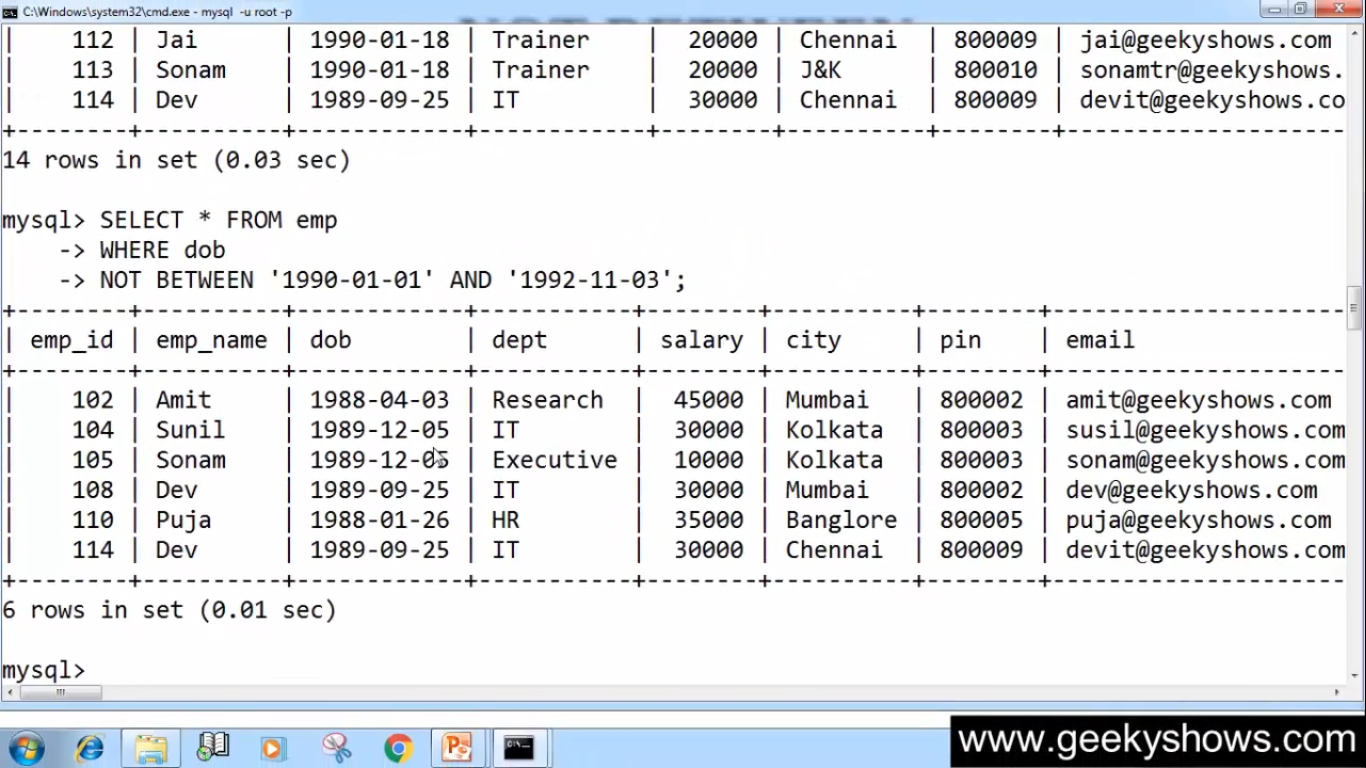 C:\Windows\system32\cmd.exe - mysql -u root -p
| 112 | Jai | 1990-01-18 | Trainer | 20000 | Chennai | 800009 | jai@geekyshows.com
| 113 | Sonam | 1990-01-18 | Trainer | 20000 | J&K | 800010 | sonamtr@geekyshows.
| 114 | Dev | 1989-09-25 | IT | 30000 | Chennai | 800009 | devit@geekyshows.co
+--------+----------+------------+------------+--------+----------+--------+--------------------
14 rows in set (0.03 sec)
mysql> SELECT * FROM emp
-> WHERE dob
-> NOT BETWEEN '1990-01-01' AND '1992-11-03';
+--------+----------+------------+-----------+--------+----------+--------+---------------------
| emp_id | emp_name | dob | dept | salary | city | pin | email
+--------+----------+------------+-----------+--------+----------+--------+---------------------
| 102 | Amit | 1988-04-03 | Research | 45000 | Mumbai | 800002 | amit@geekyshows.com
| 104 | Sunil | 1989-12-05 | IT | 30000 | Kolkata | 800003 | susil@geekyshows.com
| 105 | Sonam | 1989-12-05 | Executive | 10000 | Kolkata | 800003 | sonam@geekyshows.com
| 108 | Dev | 1989-09-25 | IT | 30000 | Mumbai | 800002 | dev@geekyshows.com
| 110 | Puja | 1988-01-26 | HR | 35000 | Banglore | 800005 | puja@geekyshows.com
| 114 | Dev | 1989-09-25 | IT | 30000 | Chennai | 800009 | devit@geekyshows.com
+--------+----------+------------+-----------+--------+----------+--------+---------------------
6 rows in set (0.01 sec)
mysql>
www.geekyshows.com